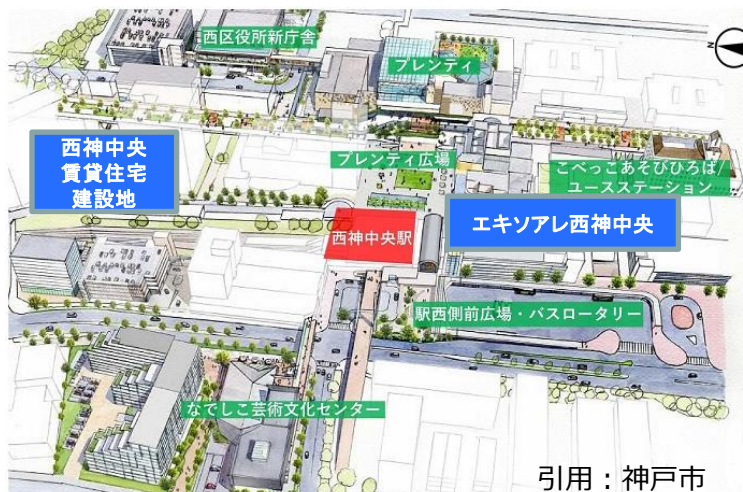 西区役所新庁舎
プレンティ
N
西神中央
賃貸住宅
建設地
プレンティ広場
こべっこあそびひろば/
ユースステーション
西神中央駅
エキソアレ西神中央
駅西側前広場・バスロータリー
なでしこ芸術文化センター
引用：神戸市